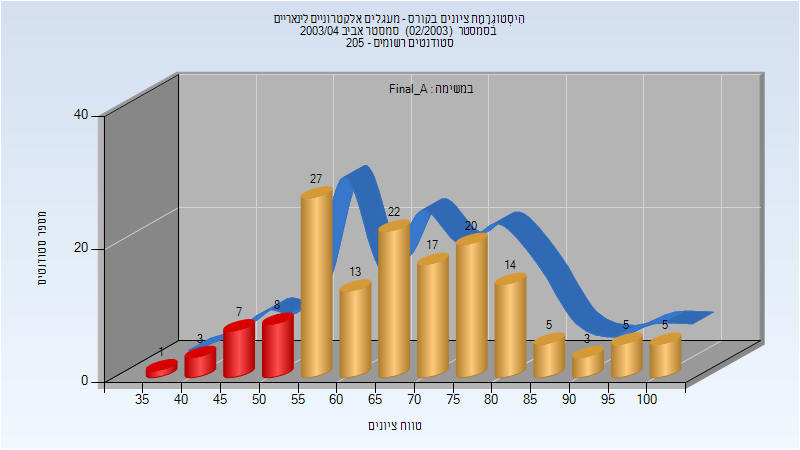 היסטוגרמת ציונים בקורס - מעגלים אלקטרוניים לינאריים
בסמסטר (02/2003) סמסטר אביב 2003/04
סטודנטים רשומים - 205
במשימה : Final_A
מספר סטודנטים
40
20
0
1
3
7
8
27
13
22
17
20
14
5
3
5
5
35 40 45 50 55 60 65 70 75 80 85 90 95 100
טווח ציונים